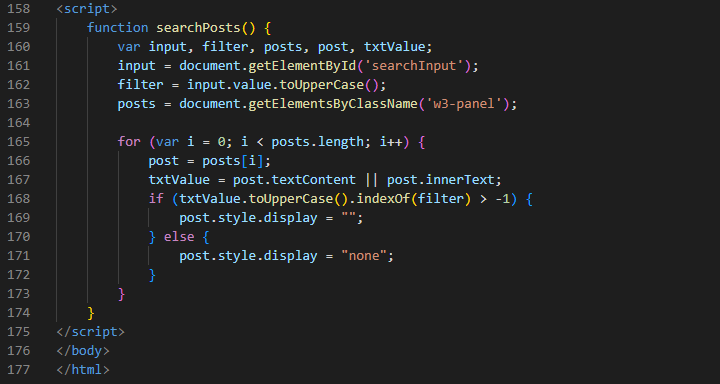 158 <script>
159     function searchPosts() {
160         var input, filter, posts, post, txtValue;
161         input = document.getElementById('searchInput');
162         filter = input.value.toUpperCase();
163         posts = document.getElementsByClassName('w3-panel');
164
165         for (var i = 0; i < posts.length; i++) {
166             post = posts[i];
167             txtValue = post.textContent || post.innerText;
168             if (txtValue.toUpperCase().indexOf(filter) > -1) {
169                 post.style.display = "";
170             } else {
171                 post.style.display = "none";
172             }
173         }
174     }
175 </script>
176 </body>
177 </html>